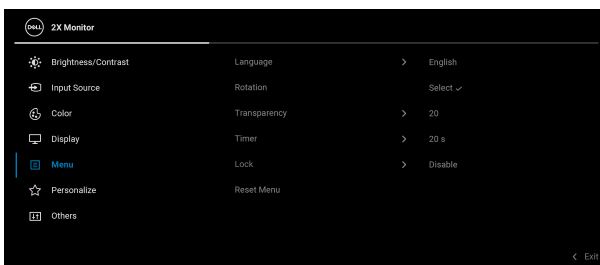 DELL 2X Monitor
Brightness/Contrast Language > English
Input Source Rotation Select ✓
Color Transparency > 20
Display Timer > 20 s
Menu Lock > Disable
Personalize Reset Menu
Others
< Exit